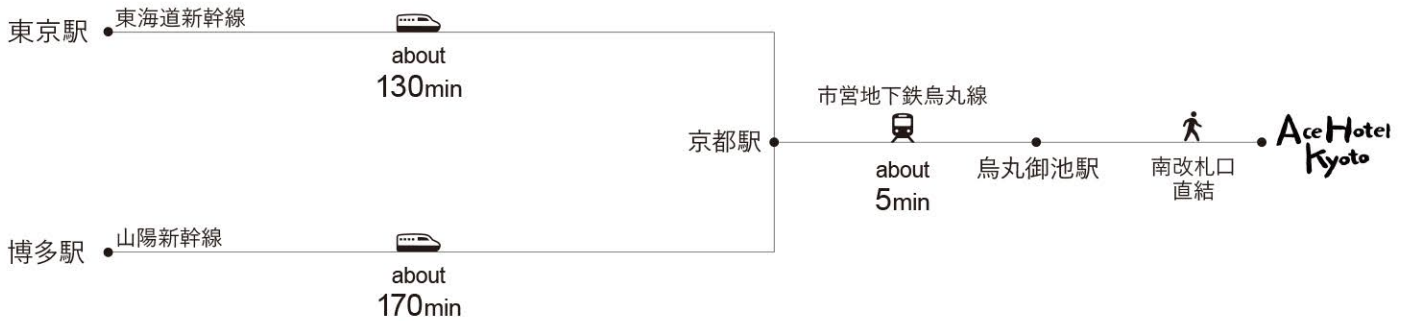 東京駅
東海道新幹線
about
130min
博多駅
山陽新幹線
about
170min
京都駅
市営地下鉄烏丸線
about
5min
烏丸御池駅
南改札口
直結
Ace Hotel
Kyoto